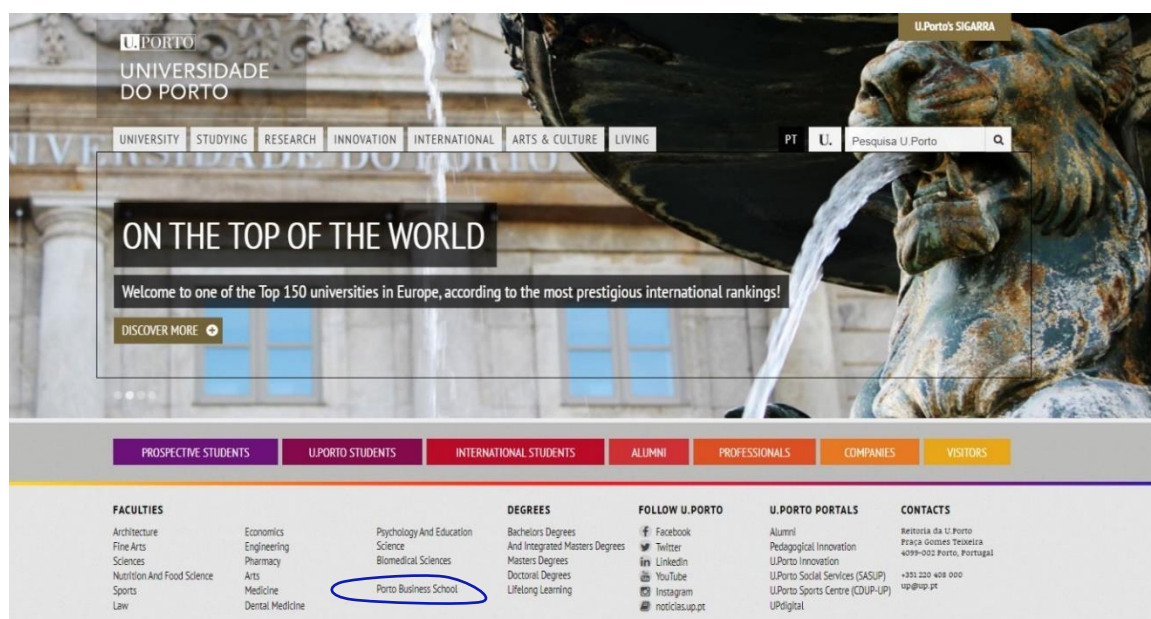 U.Porto's SIGARRA
U. PORTO
UNIVERSIDADE
DO PORTO
UNIVERSITY STUDYING RESEARCH INNOVATION INTERNATIONAL ARTS & CULTURE LIVING PT U. Pesquisa U.Porto
ON THE TOP OF THE WORLD
Welcome to one of the Top 150 universities in Europe, according to the most prestigious international rankings!
DISCOVER MORE
PROSPECTIVE STUDENTS U.PORTO STUDENTS INTERNATIONAL STUDENTS ALUMNI PROFESSIONALS COMPANIES VISITORS
FACULTIES
Architecture
Fine Arts
Sciences
Nutrition And Food Science
Sports
Law
Economics
Engineering
Pharmacy
Arts
Medicine
Dental Medicine
Psychology And Education
Science
Biomedical Sciences
Porto Business School
DEGREES
Bachelors Degrees
And Integrated Masters Degrees
Masters Degrees
Doctoral Degrees
Lifelong Learning
FOLLOW U.PORTO
Facebook
Twitter
Linkedin
YouTube
Instagram
noticias.up.pt
U.PORTO PORTALS
Alumni
Pedagogical Innovation
U.Porto Innovation
U.Porto Social Services (SASUP)
U.Porto Sports Centre (CDUP-UP)
UPdigital
CONTACTS
Reitoria da U.Porto
Praça Gomes Teixeira
4099-002 Porto, Portugal
+351 220 408 000
up@up.pt